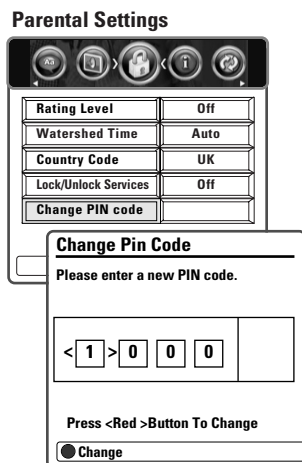 Parental Settings
Aa
Rating Level Off
Watershed Time Auto
Country Code UK
Lock/Unlock Services Off
Change PIN code
Change Pin Code
Please enter a new PIN code.
< 1 > 0 0 0
Press <Red >Button To Change
Change